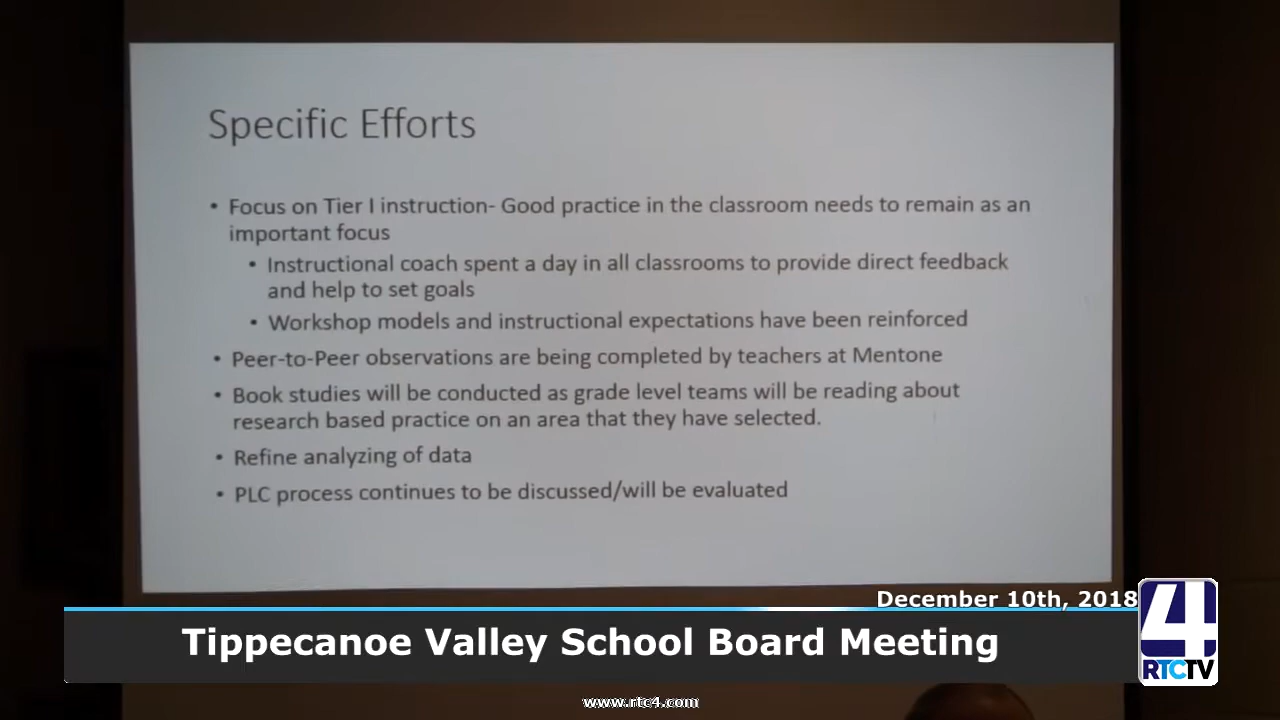 Specific Efforts
• Focus on Tier I instruction- Good practice in the classroom needs to remain as an
important focus
• Instructional coach spent a day in all classrooms to provide direct feedback
and help to set goals
• Workshop models and instructional expectations have been reinforced
• Peer-to-Peer observations are being completed by teachers at Mentone
• Book studies will be conducted as grade level teams will be reading about
research based practice on an area that they have selected.
• Refine analyzing of data
• PLC process continues to be discussed/will be evaluated
December 10th, 2018
Tippecanoe Valley School Board Meeting
4
RTCTV
www.rtc4.com